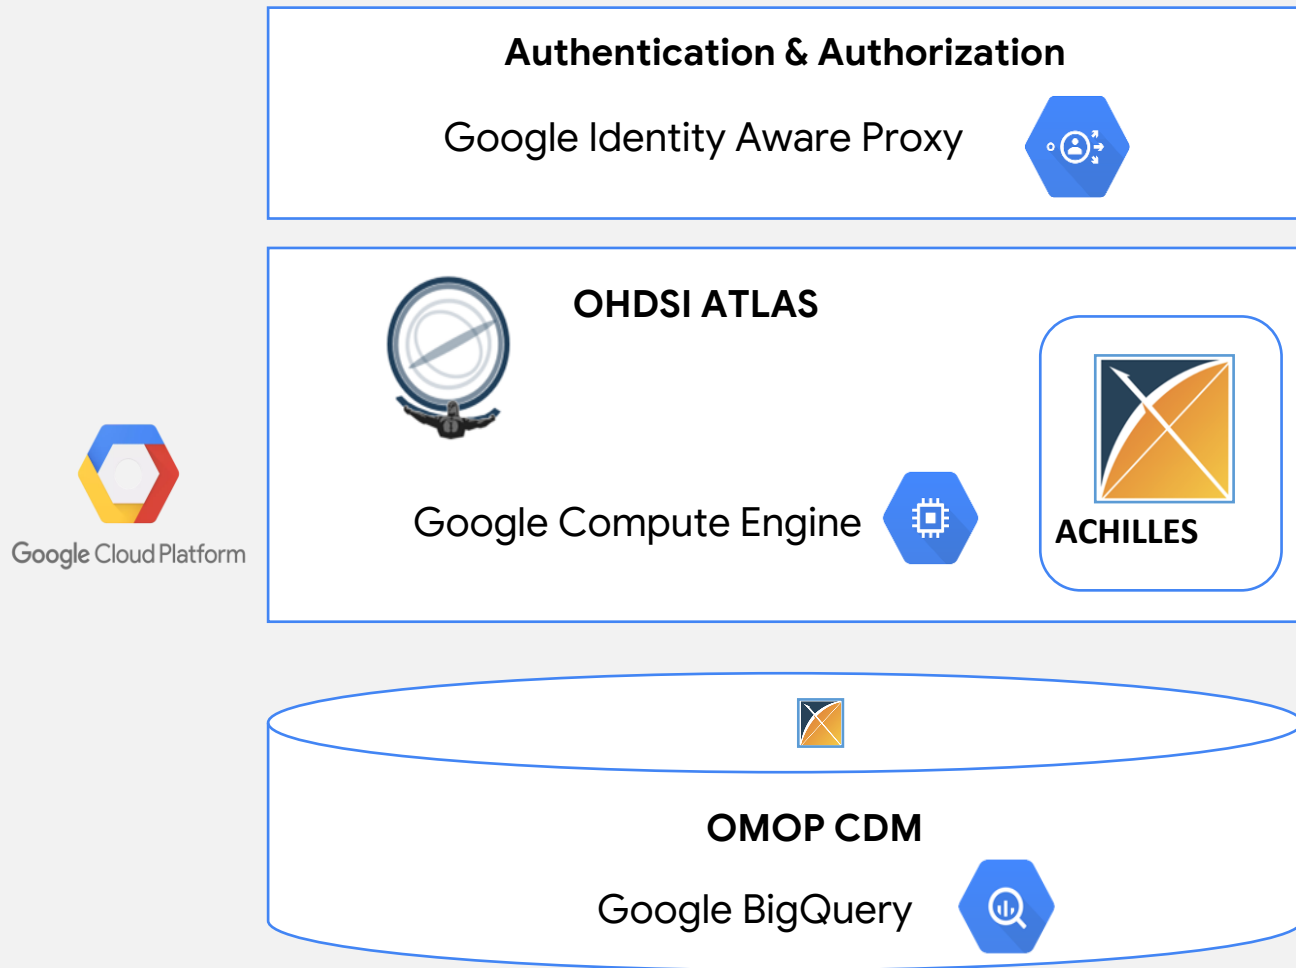 Authentication & Authorization
Google Identity Aware Proxy
OHDSI ATLAS
Google Compute Engine
ACHILLES
Google Cloud Platform
OMOP CDM
Google BigQuery